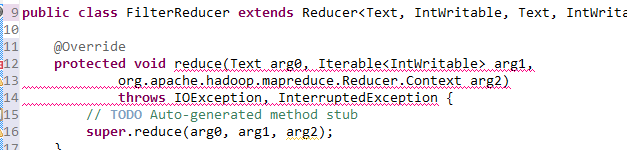 9 public class FilterReducer extends Reducer<Text, IntWritable, Text, IntWrita
10
11 @Override
12 protected void reduce(Text arg0, Iterable<IntWritable> arg1,
13 org.apache.hadoop.mapreduce.Reducer.Context arg2)
14 throws IOException, InterruptedException {
15 // TODO Auto-generated method stub
16 super.reduce(arg0, arg1, arg2);
17 }